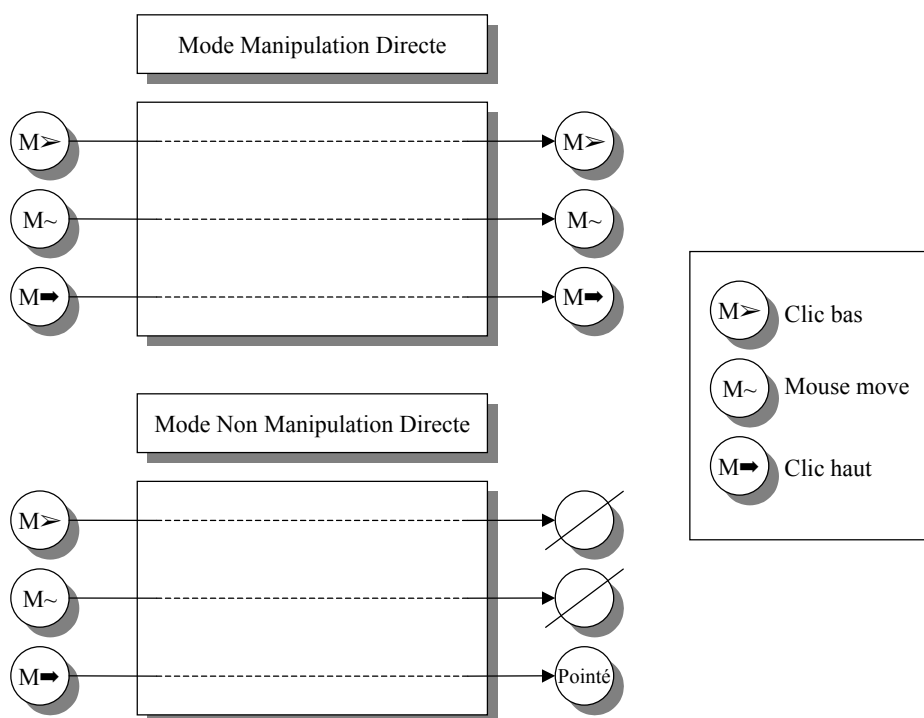 Mode Manipulation Directe
M➢ M➢
M~ M~
M➡ M➡
M➢ Clic bas
M~ Mouse move
M➡ Clic haut
Mode Non Manipulation Directe
M➢
M~
M➡ Pointé